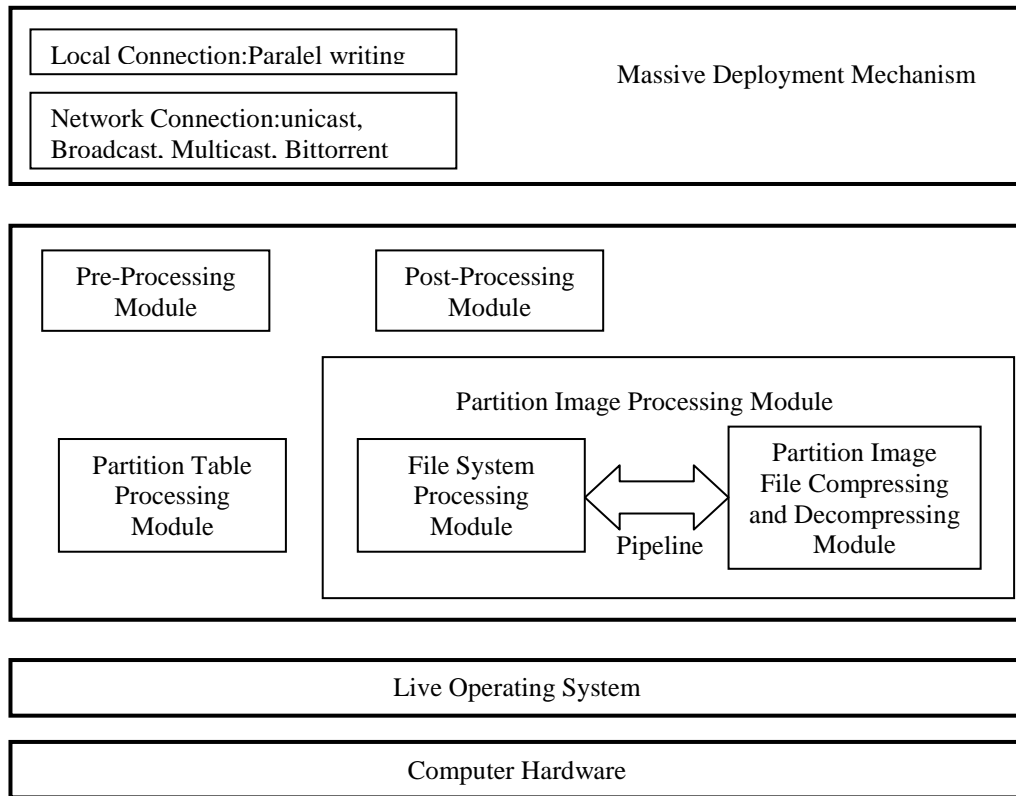 Local Connection:Paralel writing
Massive Deployment Mechanism
Network Connection:unicast,
Broadcast, Multicast, Bittorrent
Pre-Processing
Module
Post-Processing
Module
Partition Image Processing Module
Partition Table
Processing
Module
File System
Processing
Module
Pipeline
Partition Image
File Compressing
and Decompressing
Module
Live Operating System
Computer Hardware